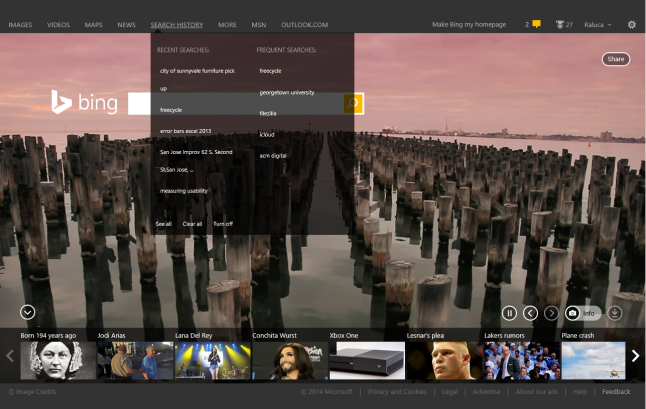 IMAGES VIDEOS MAPS NEWS SEARCH HISTORY MORE MSN OUTLOOK.COM Make Bing my homepage 2 27 Raluca
RECENT SEARCHES: FREQUENT SEARCHES:
Share
city of sunnyvale furniture pick
up
freecycle
error bars excel 2013
San Jose Improv 62 S. Second
St.San Jose, ...
measuring usability
freecycle
georgetown university
filezilla
icloud
acm digital
See all Clear all Turn off
bing
Info
Born 194 years ago Jodi Arias Lana Del Rey Conchita Wurst Xbox One Lesnar's plea Lakers rumors Plane crash
© Image Credits © 2014 Microsoft | Privacy and Cookies | Legal | Advertise | About our ads | Help | Feedback